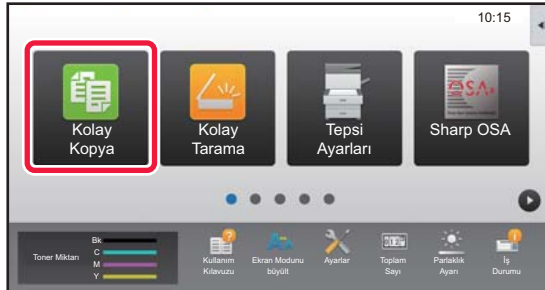 10:15
Kolay
Kopya
Kolay
Tarama
Tepsi
Ayarları
OSA
Sharp OSA
Toner Miktarı
Bk
C
M
Y
Kullanım
Kılavuzu
Ekran Modunu
büyült
Ayarlar
Toplam
Sayı
Parlaklık
Ayarı
İş
Durumu